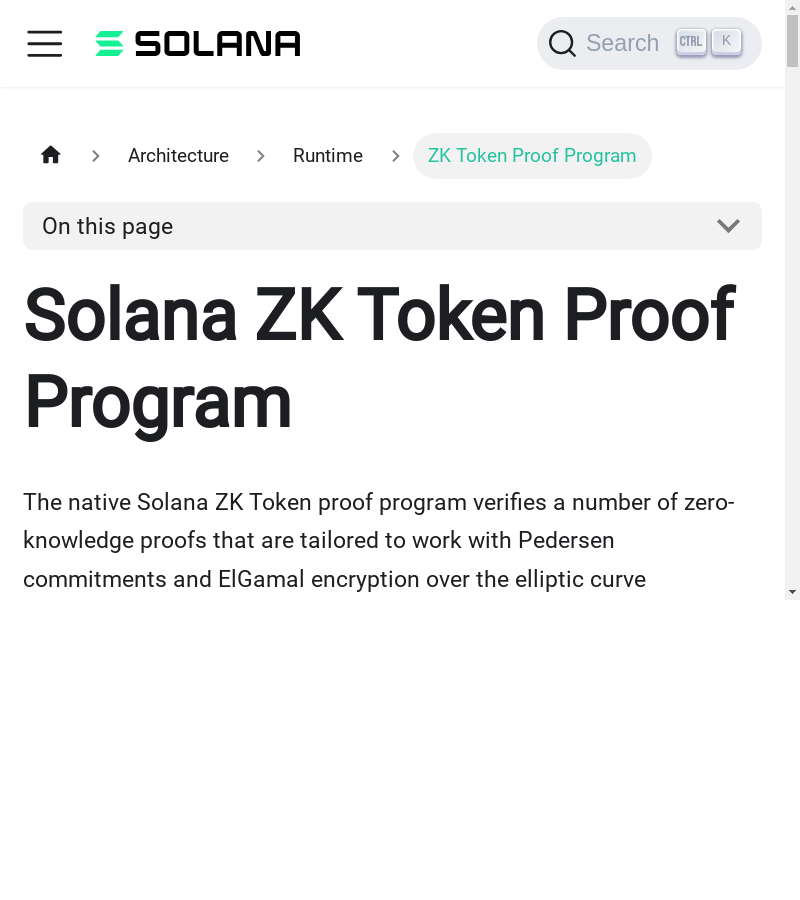 SOLANA
Search CTRL K
Architecture Runtime ZK Token Proof Program
On this page
Solana ZK Token Proof
Program
The native Solana ZK Token proof program verifies a number of zero-
knowledge proofs that are tailored to work with Pedersen
commitments and ElGamal encryption over the elliptic curve